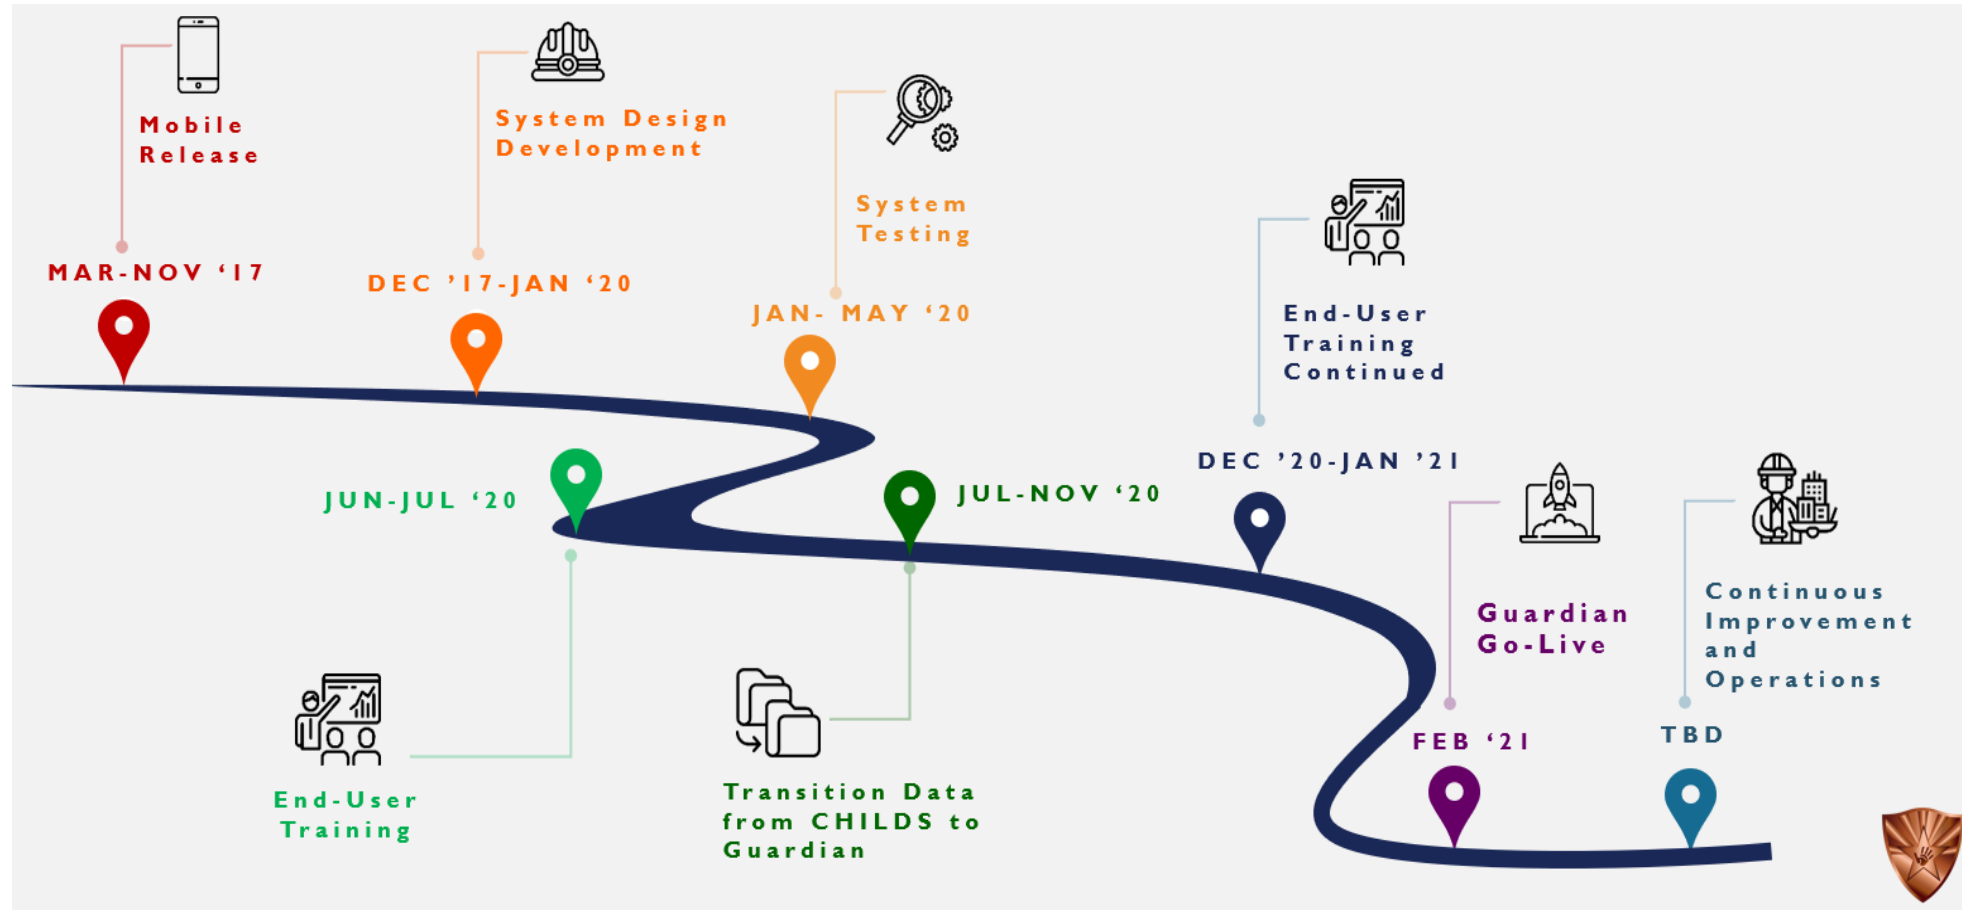 Mobile
Release
MAR-NOV ‘17
System Design
Development
DEC ’17-JAN ‘20
System
Testing
JAN- MAY ‘20
JUN-JUL ‘20
End-User
Training
JUL-NOV ‘20
Transition Data
from CHILDS to
Guardian
End-User
Training
Continued
DEC ’20-JAN ’21
Guardian
Go-Live
FEB ‘21
Continuous
Improvement
and
Operations
TBD